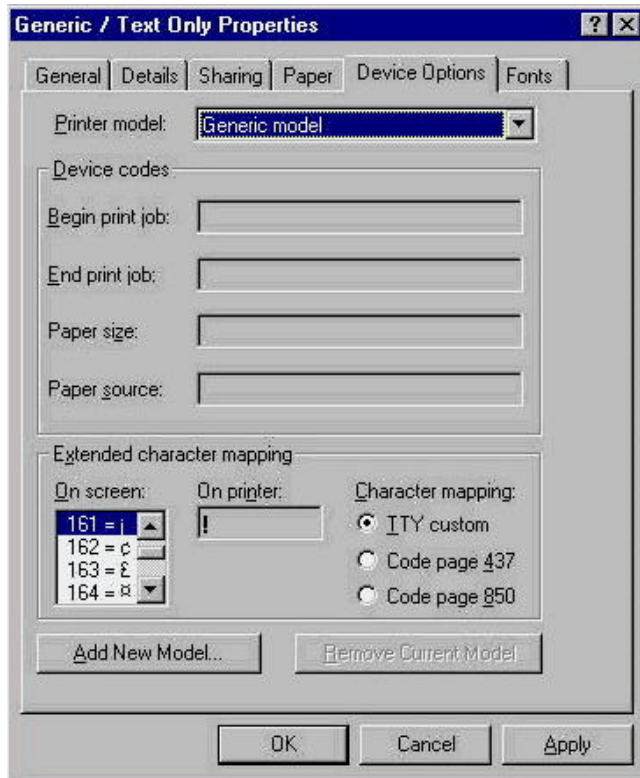 Generic / Text Only Properties
General Details Sharing Paper Device Options Fonts
Printer model: Generic model
Device codes
Begin print job:
End print job:
Paper size:
Paper source:
Extended character mapping
On screen: On printer: Character mapping:
161 = ¡ ! TTY custom
162 = ¢
163 = £ Code page 437
164 = ¤ Code page 850
Add New Model... Remove Current Model
OK Cancel Apply